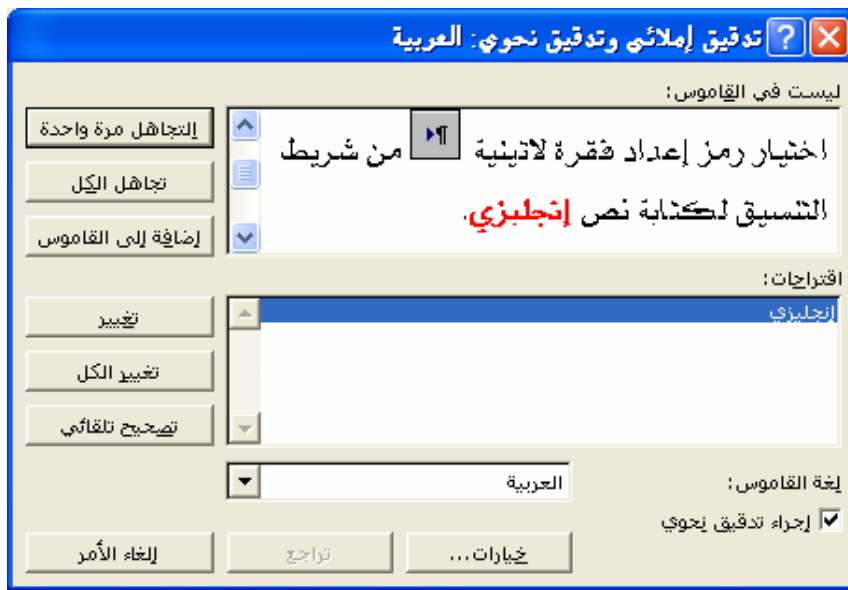 تدقيق إملائي وتدقيق نحوي: العربية
ليست في القاموس:
اختيار رمز إعداد فقرة لاتينية ¶ من شريط
التنسيق لكتابة نص إتجليزي.
التجاهل مرة واحدة
تجاهل الكل
إضافة إلى القاموس
اقتراحات:
إنجليزي
تغيير
تغيير الكل
تصحيح تلقائي
لغة القاموس:
العربية
إجراء تدقيق نحوي
خيارات...
تراجع
إلغاء الأمر